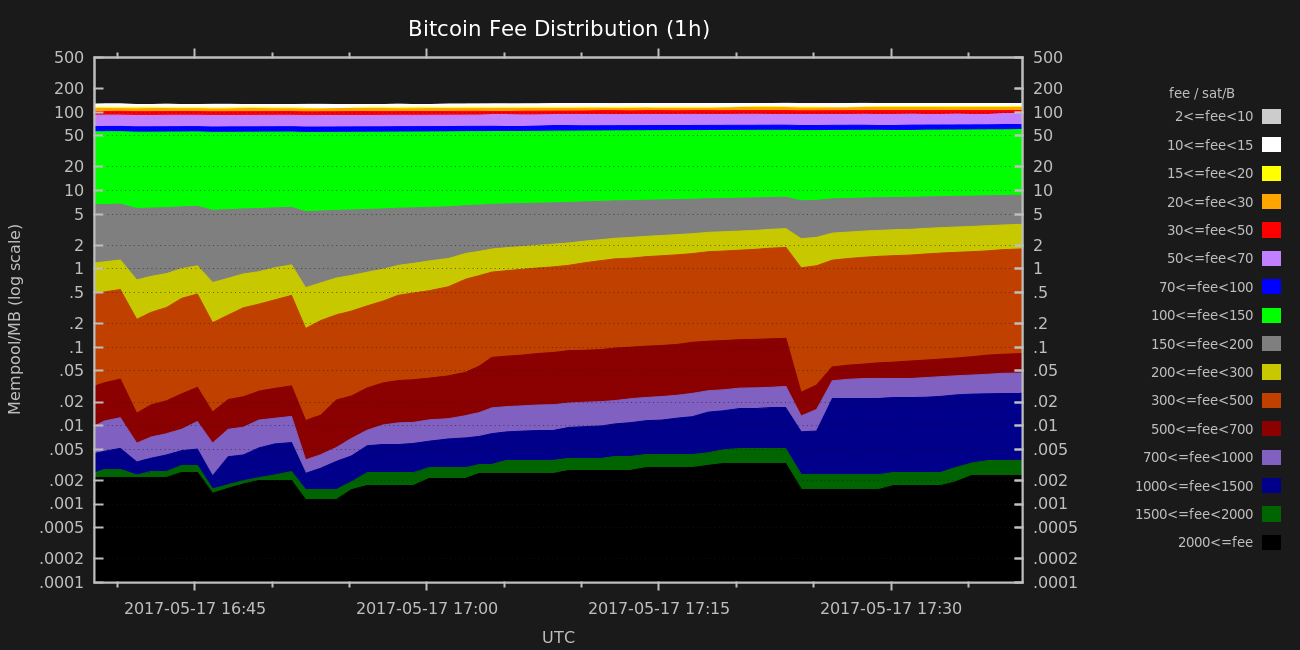 Bitcoin Fee Distribution (1h)
500 500
200 200
100 100
50 50
20 20
10 10
5 5
2 2
1 1
.5 .5
.2 .2
.1 .1
.05 .05
.02 .02
.01 .01
.005 .005
.002 .002
.001 .001
.0005 .0005
.0002 .0002
.0001 .0001
Mempool/MB (log scale)
2017-05-17 16:45 2017-05-17 17:00 2017-05-17 17:15 2017-05-17 17:30
UTC
fee / sat/B
2<=fee<10
10<=fee<15
15<=fee<20
20<=fee<30
30<=fee<50
50<=fee<70
70<=fee<100
100<=fee<150
150<=fee<200
200<=fee<300
300<=fee<500
500<=fee<700
700<=fee<1000
1000<=fee<1500
1500<=fee<2000
2000<=fee